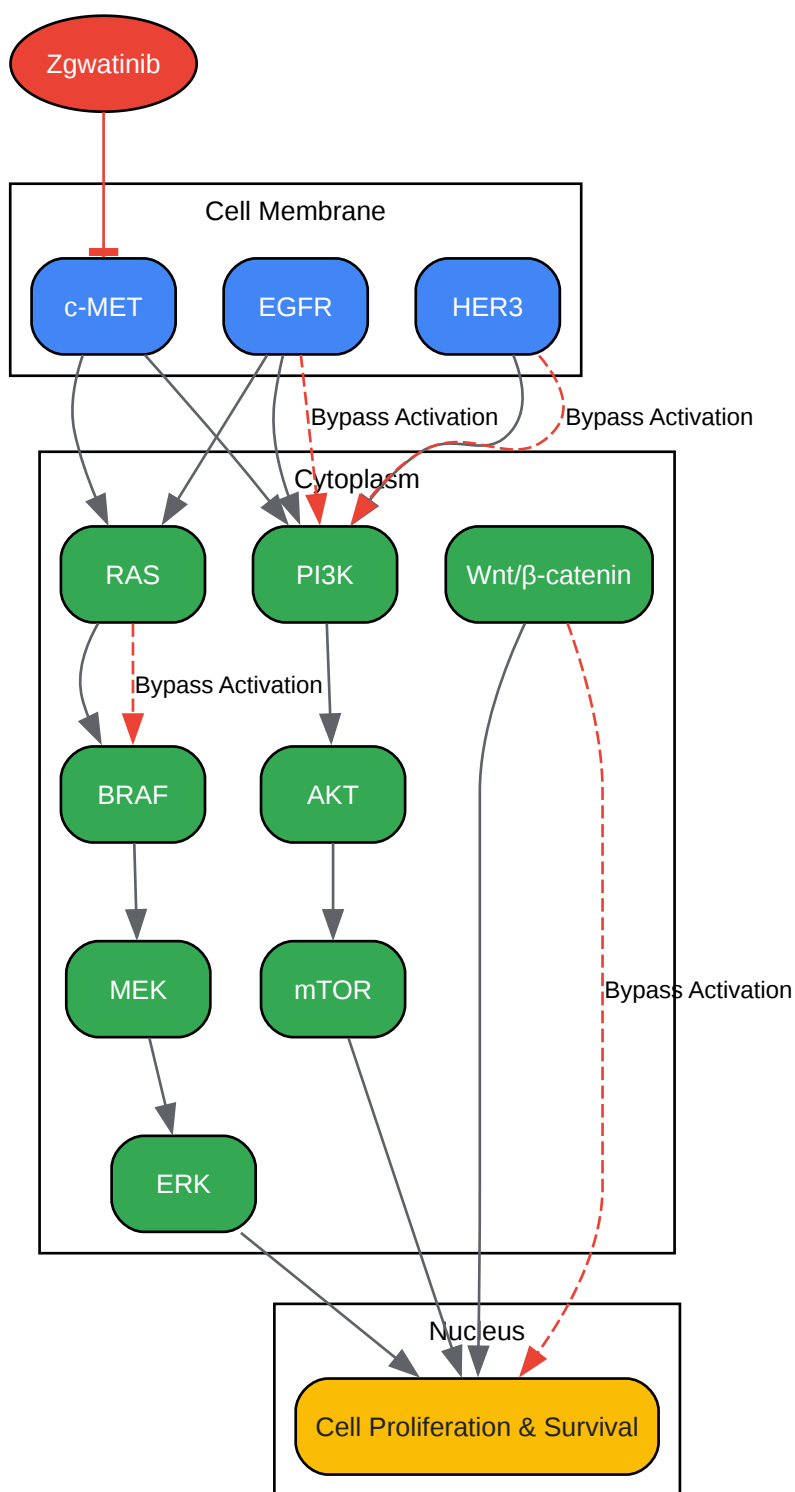 Zgwatinib
Cell Membrane
c-MET
EGFR
HER3
Bypass Activation
Bypass Activation
Cytoplasm
RAS
PI3K
Wnt/β-catenin
Bypass Activation
BRAF
AKT
MEK
mTOR
Bypass Activation
ERK
Nucleus
Cell Proliferation & Survival